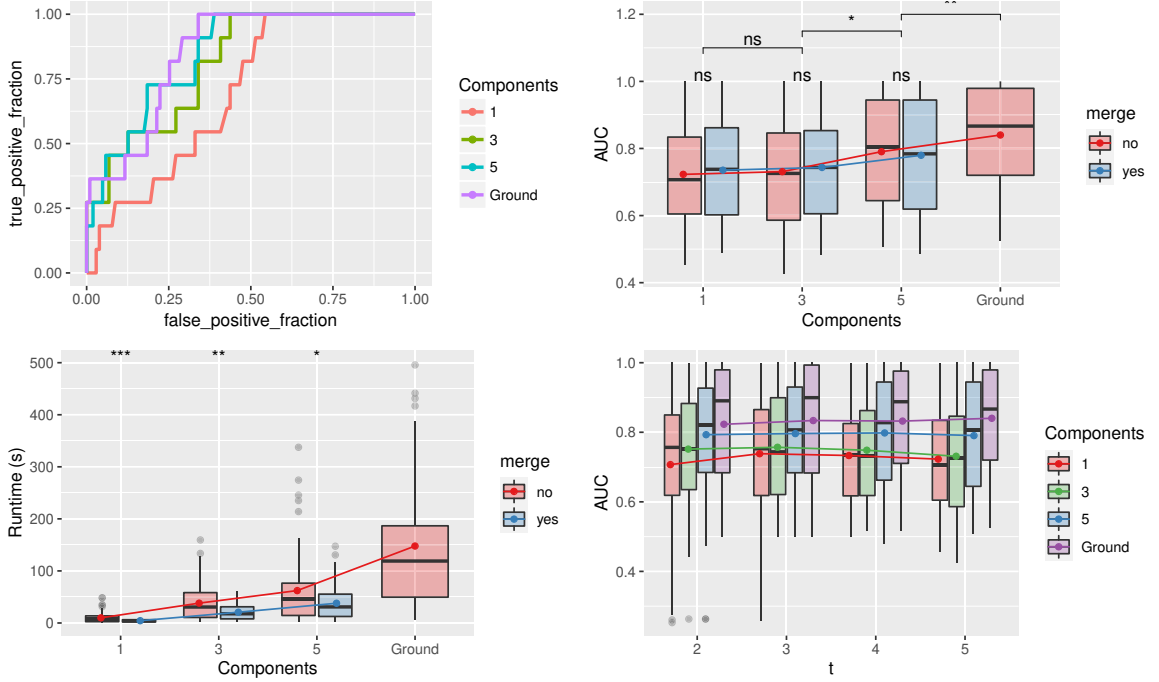 1.00
0.75
0.50
0.25
0.00
true_positive_fraction
0.00 0.25 0.50 0.75 1.00
false_positive_fraction
Components
1
3
5
Ground
1.2
1.0
0.8
0.6
0.4
AUC
ns
*
**
ns ns ns
1 3 5 Ground
Components
merge
no
yes
500
400
300
200
100
0
Runtime (s)
*** ** *
1 3 5 Ground
Components
merge
no
yes
1.0
0.8
0.6
0.4
AUC
2 3 4 5
t
Components
1
3
5
Ground